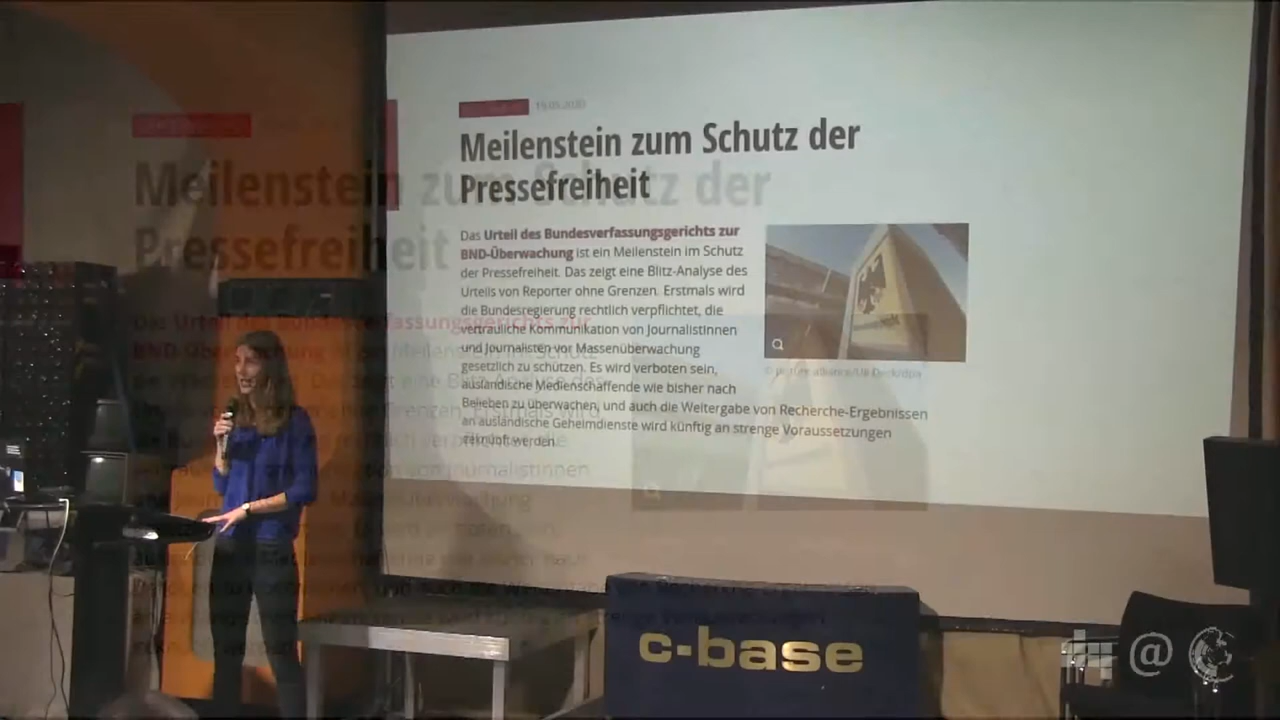 19.05.2020
Meilenstein zum Schutz der
Pressefreiheit
Das Urteil des Bundesverfassungsgerichts zur
BND-Überwachung ist ein Meilenstein im Schutz
der Pressefreiheit. Das zeigt eine Blitz-Analyse des
Urteils von Reporter ohne Grenzen. Erstmals wird
die Bundesregierung rechtlich verpflichtet, die
vertrauliche Kommunikation von Journalistinnen
und Journalisten vor Massenüberwachung
gesetzlich zu schützen. Es wird verboten sein,
ausländische Medienschaffende wie bisher nach
Belieben zu überwachen, und auch die Weitergabe von Recherche-Ergebnissen
an ausländische Geheimdienste wird künftig an strenge Voraussetzungen
geknüpft werden.
c-base
@